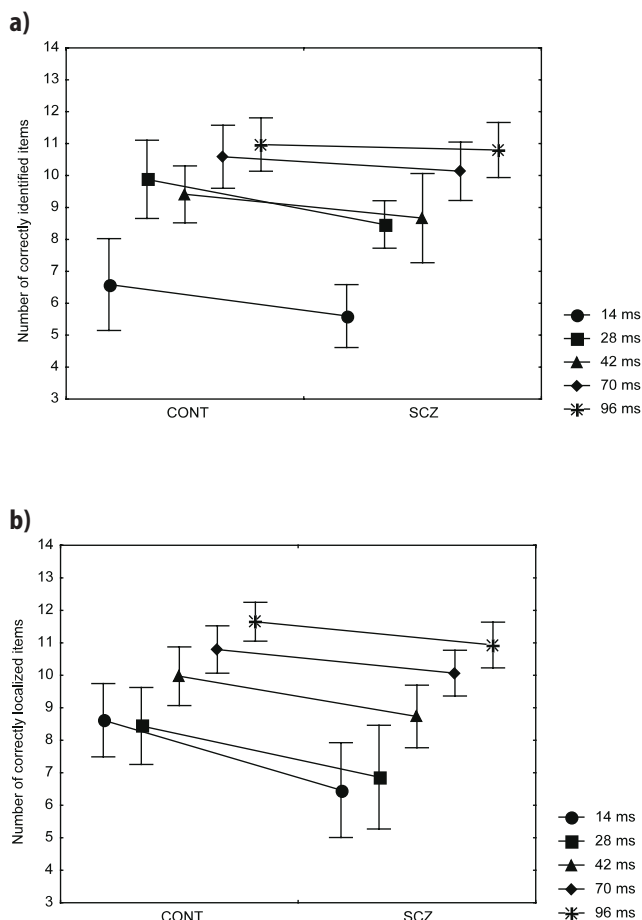 a)
14
13
12
11
10
9
8
7
6
5
4
3
Number of correctly identified items
CONT
SCZ
14 ms
28 ms
42 ms
70 ms
96 ms
b)
14
13
12
11
10
9
8
7
6
5
4
3
Number of correctly localized items
CONT
SCZ
14 ms
28 ms
42 ms
70 ms
96 ms